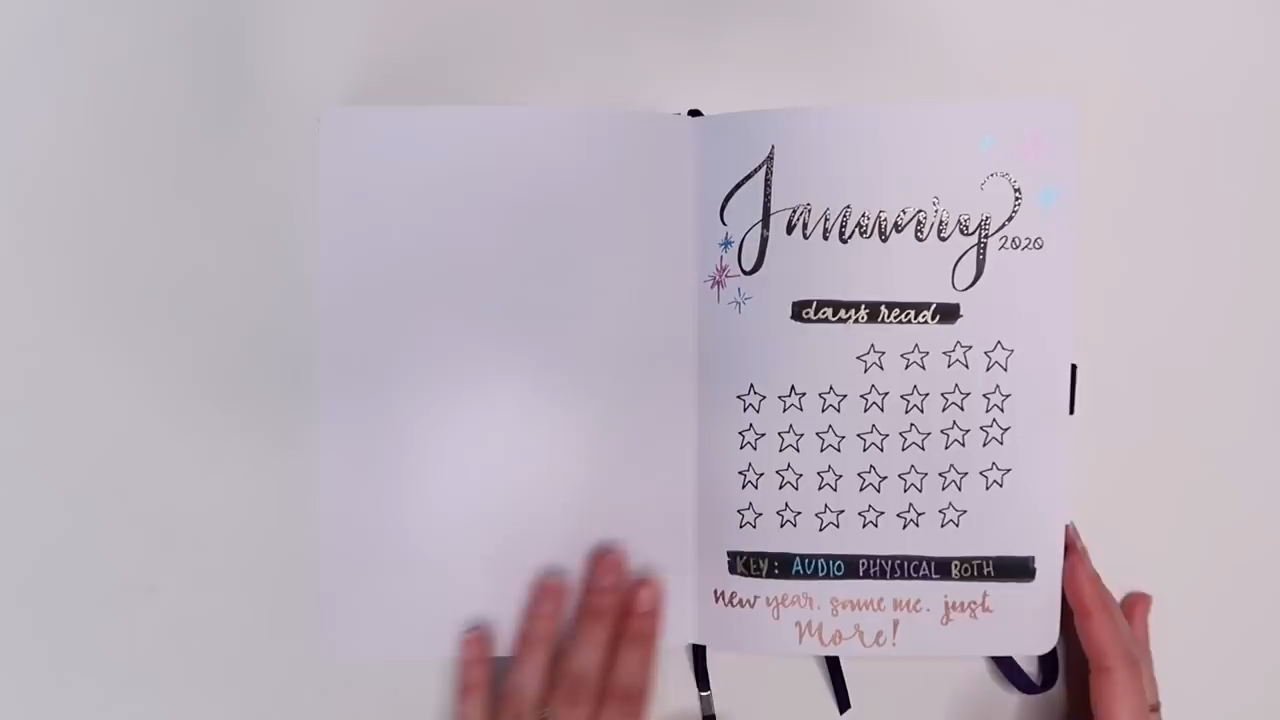 January
2020
days read
KEY: AUDIO PHYSICAL BOTH
new year. same me. just
More!